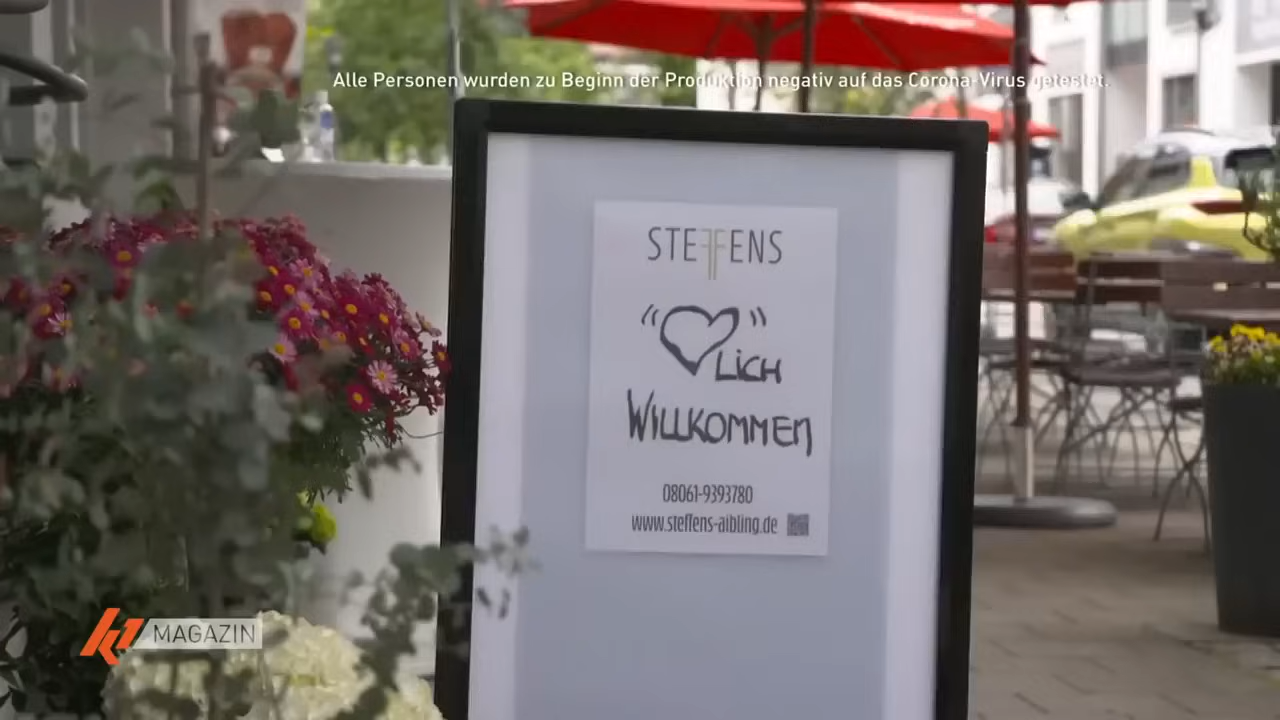 Alle Personen wurden zu Beginn der Produktion negativ auf das Corona-Virus getestet.
STEFFENS
"♡LICH
WILLKOMMEN
08061-9393780
www.steffens-aibling.de
K1 MAGAZIN